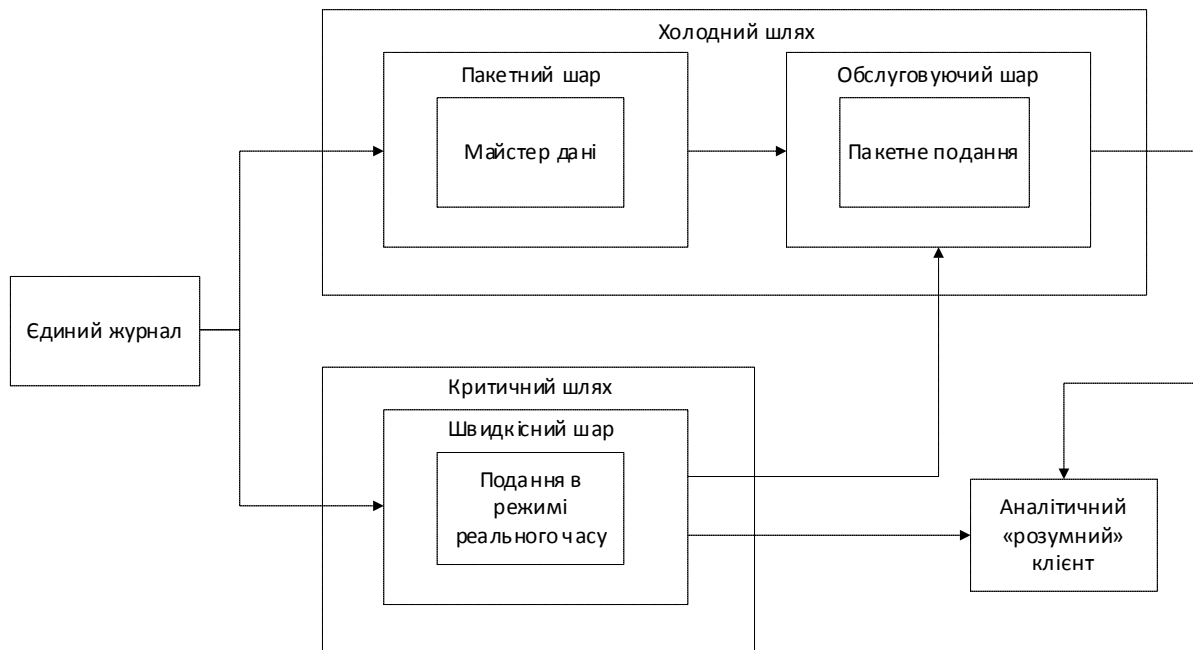 Холодний шлях
Пакетний шар
Майстер дані
Обслуговуючий шар
Пакетне подання
Єдиний журнал
Критичний шлях
Швидкісний шар
Подання в
режимі
реального часу
Аналітичний
«розумний»
клієнт